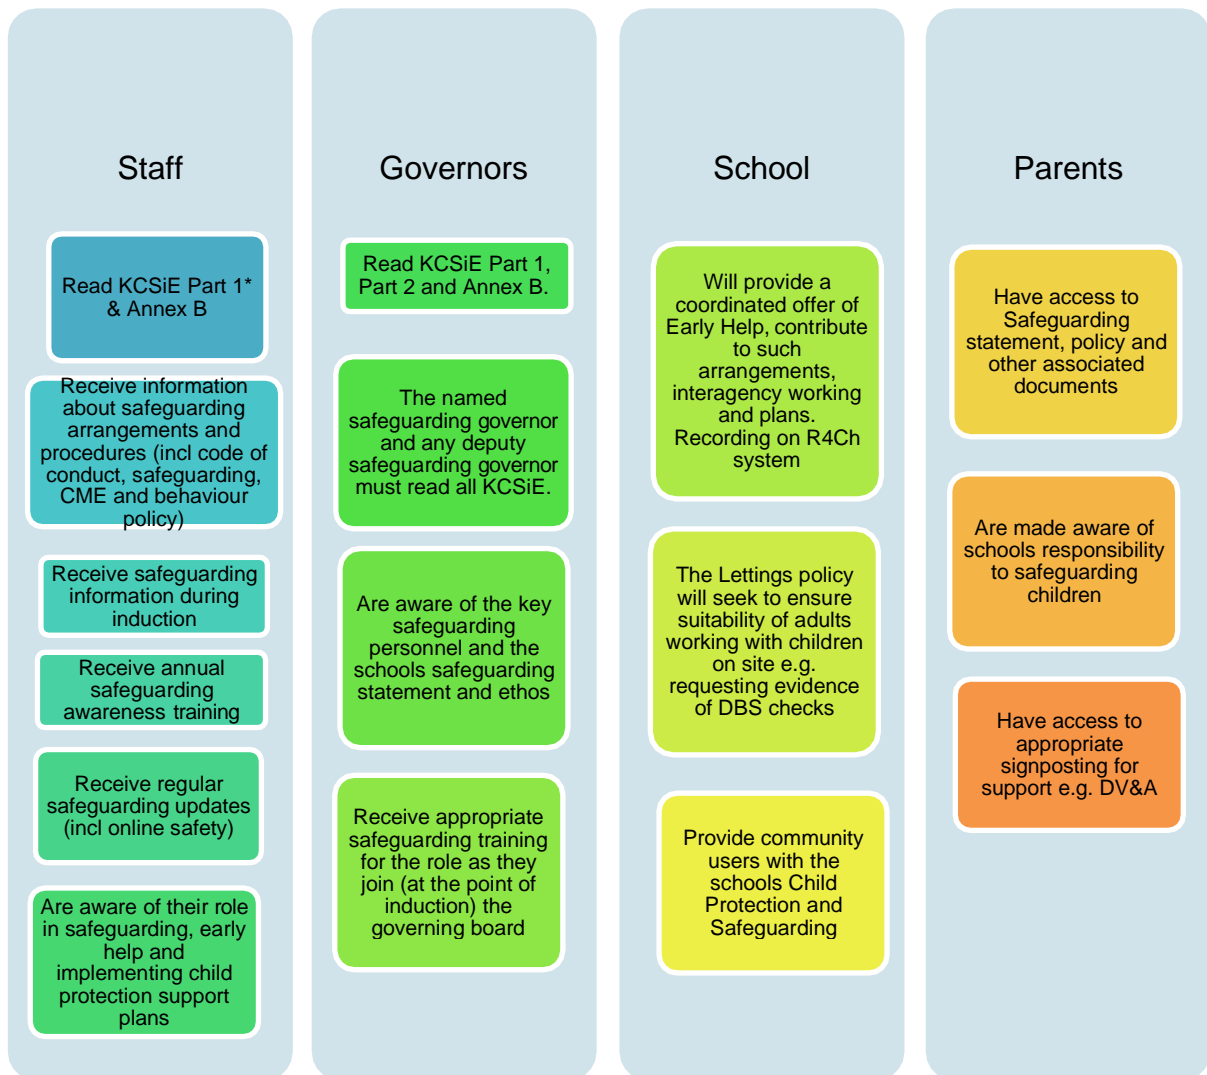 Staff
Read KCSiE Part 1*
& Annex B
Receive information
about safeguarding
arrangements and
procedures (incl code of
conduct, safeguarding,
CME and behaviour
policy)
Receive safeguarding
information during
induction
Receive annual
safeguarding
awareness training
Receive regular
safeguarding updates
(incl online safety)
Are aware of their role
in safeguarding, early
help and
implementing child
protection support
plans
Governors
Read KCSiE Part 1,
Part 2 and Annex B.
The named
safeguarding governor
and any deputy
safeguarding governor
must read all KCSiE.
Are aware of the key
safeguarding
personnel and the
schools safeguarding
statement and ethos
Receive appropriate
safeguarding training
for the role as they
join (at the point of
induction) the
governing board
School
Will provide a
coordinated offer of
Early Help, contribute
to such
arrangements,
interagency working
and plans.
Recording on R4Ch
system
The Lettings policy
will seek to ensure
suitability of adults
working with children
on site e.g.
requesting evidence
of DBS checks
Provide community
users with the
schools Child
Protection and
Safeguarding
Parents
Have access to
Safeguarding
statement, policy and
other associated
documents
Are made aware of
schools responsibility
to safeguarding
children
Have access to
appropriate
signposting for
support e.g. DV&A